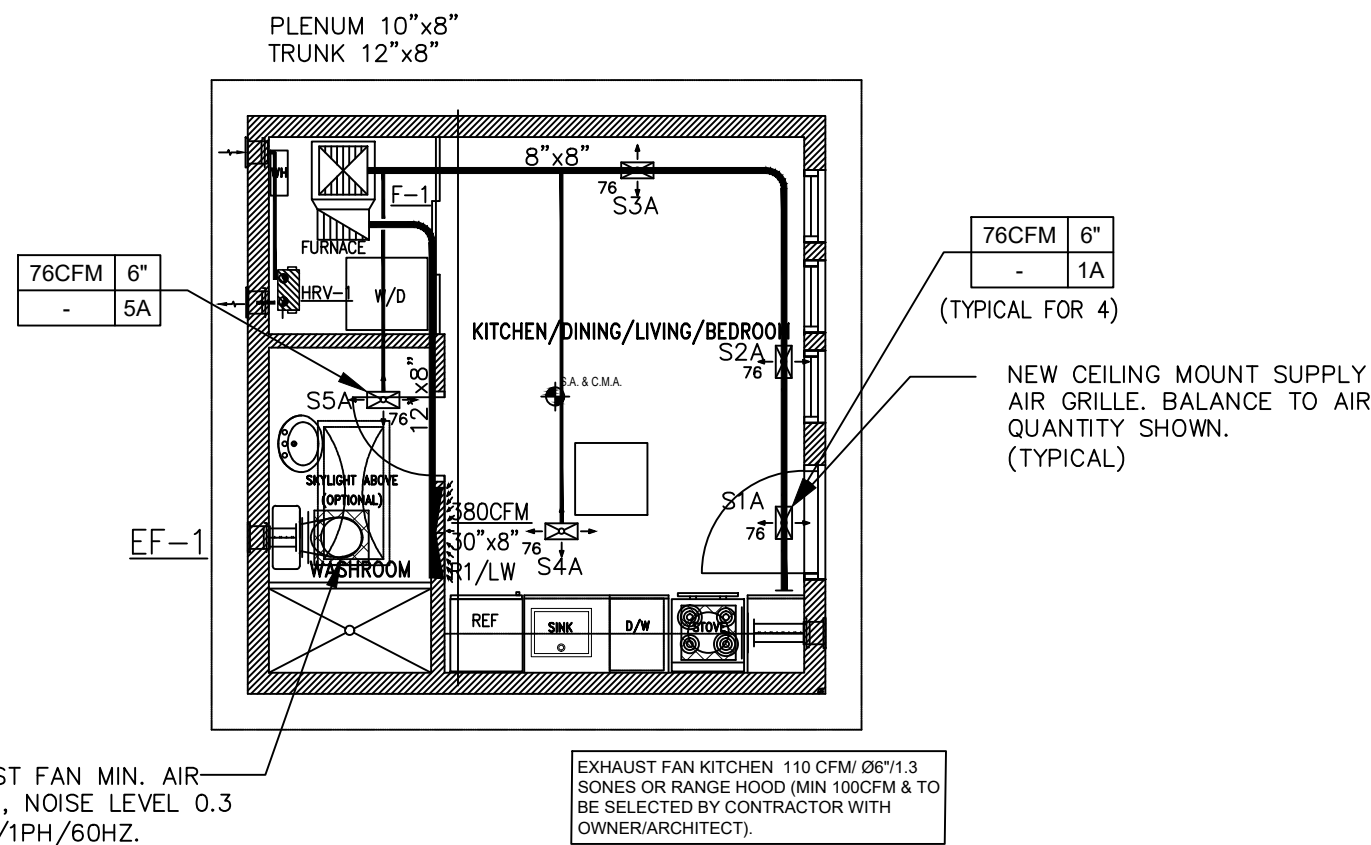 PLENUM 10”x8”
TRUNK 12”x8”
8”x8”
WH
F-1
76
S3A
FURNACE
76CFM 6"
- 1A
(TYPICAL FOR 4)
76CFM 6"
- 5A
HRV-1
W/D
KITCHEN/DINING/LIVING/BEDROOM
S2A
76
S.A. & C.M.A.
12”x8”
S5A
76
NEW CEILING MOUNT SUPPLY
AIR GRILLE. BALANCE TO AIR
QUANTITY SHOWN.
(TYPICAL)
SKYLIGHT ABOVE
(OPTIONAL)
S1A
76
380CFM
30”x8”
R1/LW
76
S4A
EF-1
WASHROOM
REF
SINK
D/W
STOVE
ST FAN MIN. AIR
, NOISE LEVEL 0.3
/1PH/60HZ.
EXHAUST FAN KITCHEN 110 CFM/ Ø6"/1.3
SONES OR RANGE HOOD (MIN 100CFM & TO
BE SELECTED BY CONTRACTOR WITH
OWNER/ARCHITECT).